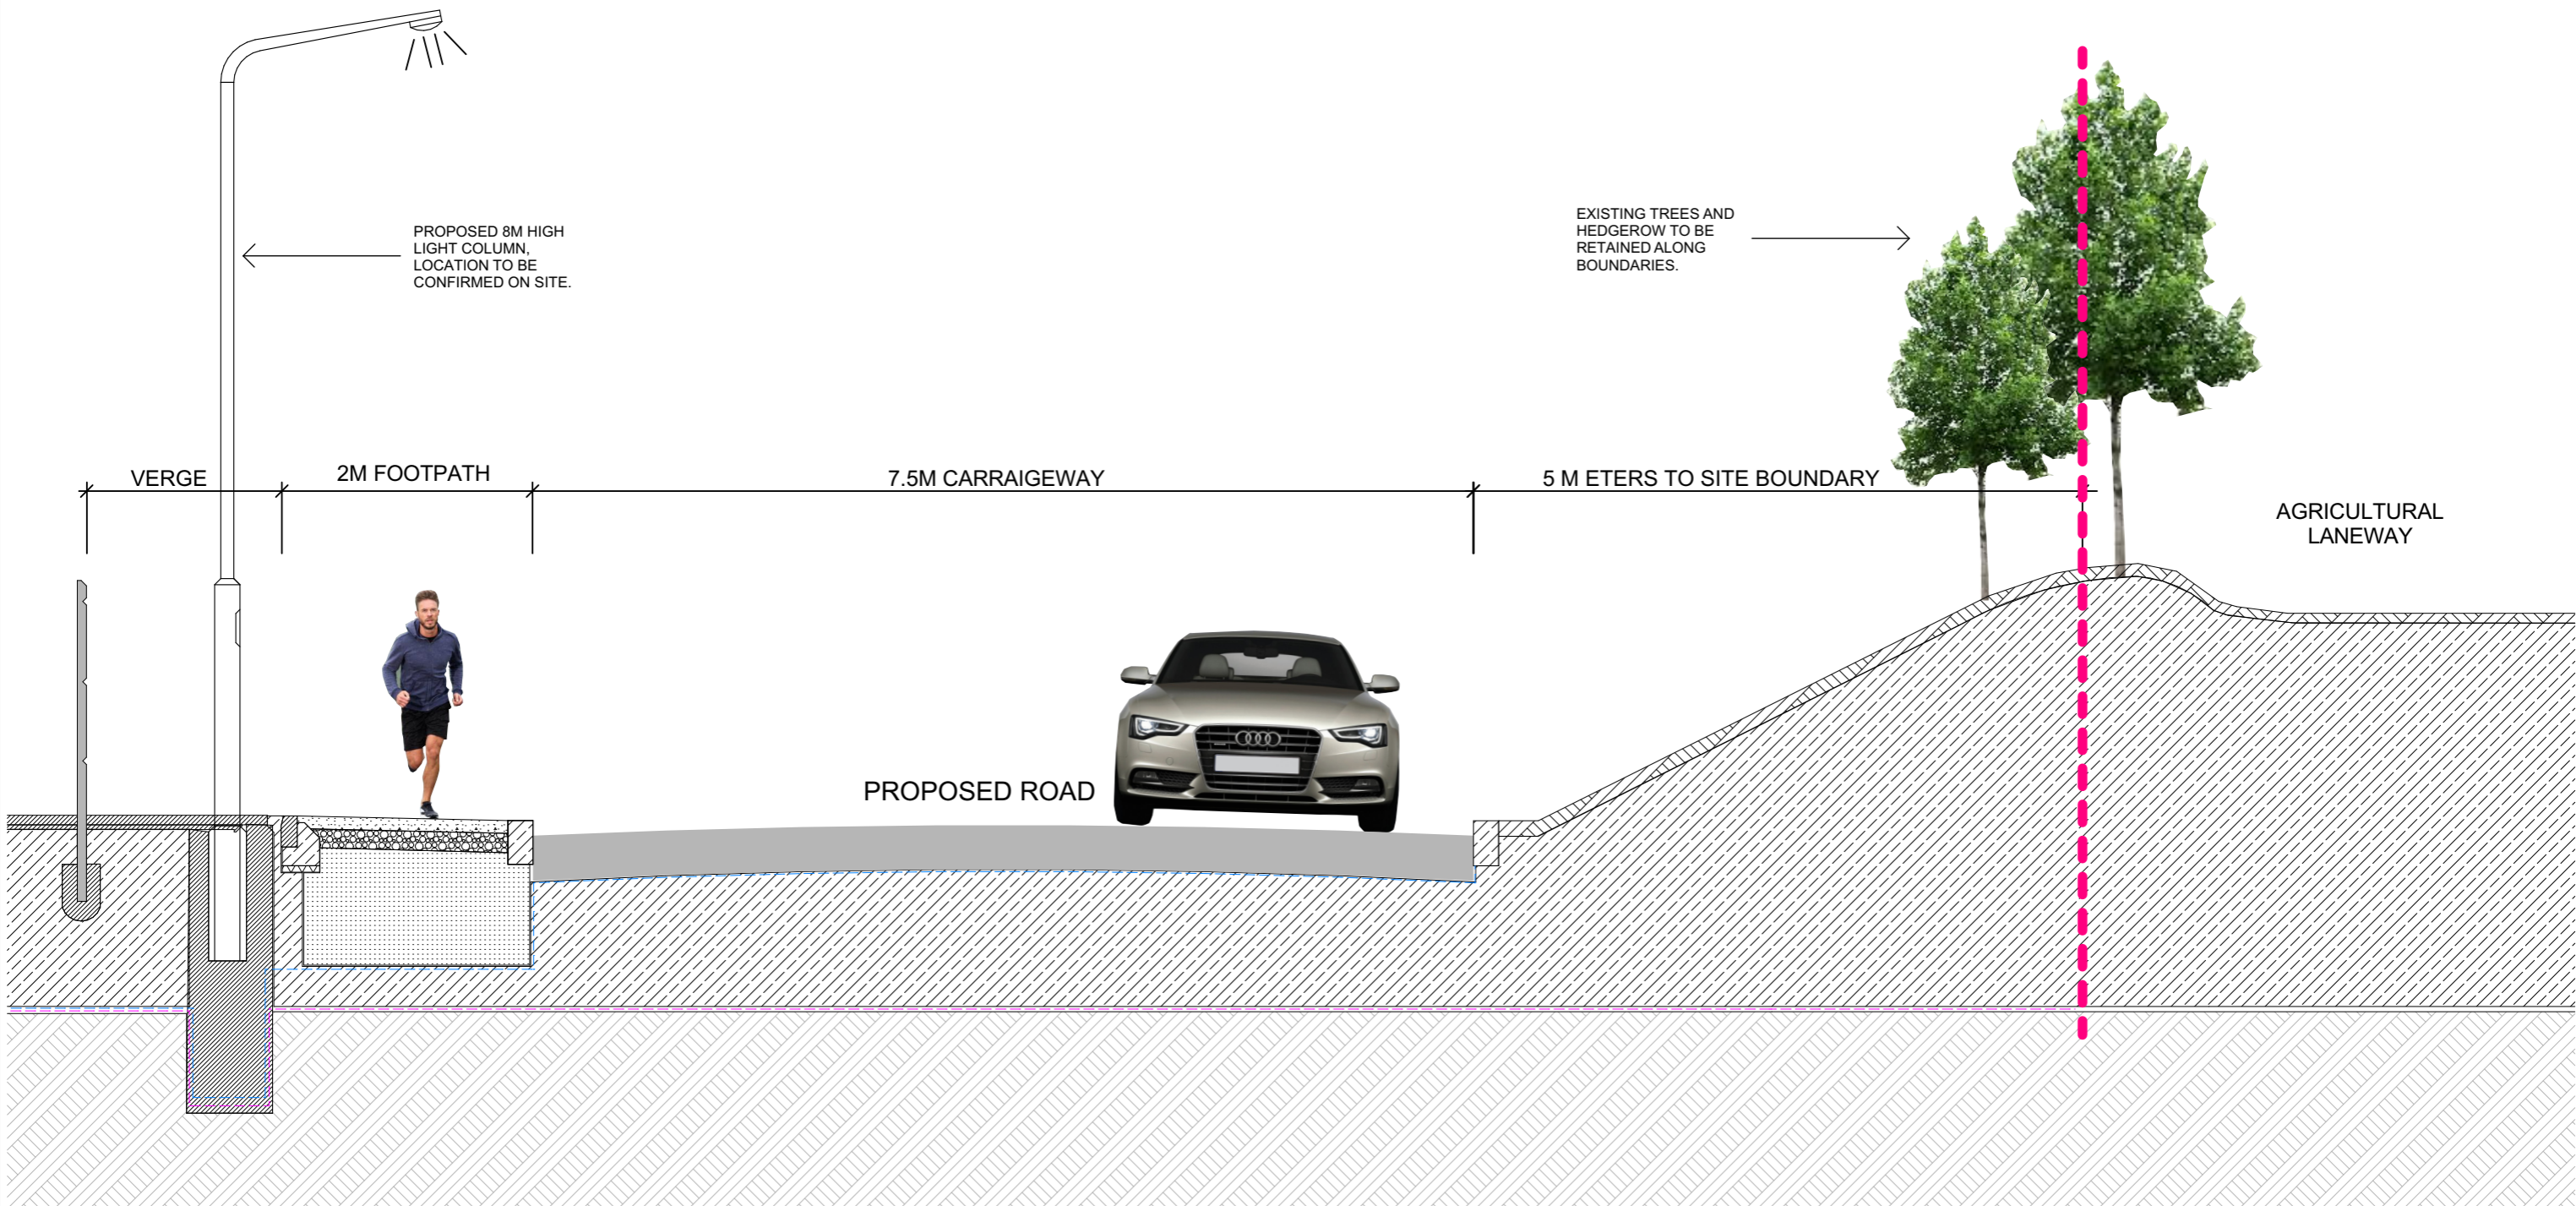 PROPOSED 8M HIGH
LIGHT COLUMN,
LOCATION TO BE
CONFIRMED ON SITE.
EXISTING TREES AND
HEDGEROW TO BE
RETAINED ALONG
BOUNDARIES.
VERGE
2M FOOTPATH
7.5M CARRAIGEWAY
5 M ETERS TO SITE BOUNDARY
AGRICULTURAL
LANEWAY
PROPOSED ROAD